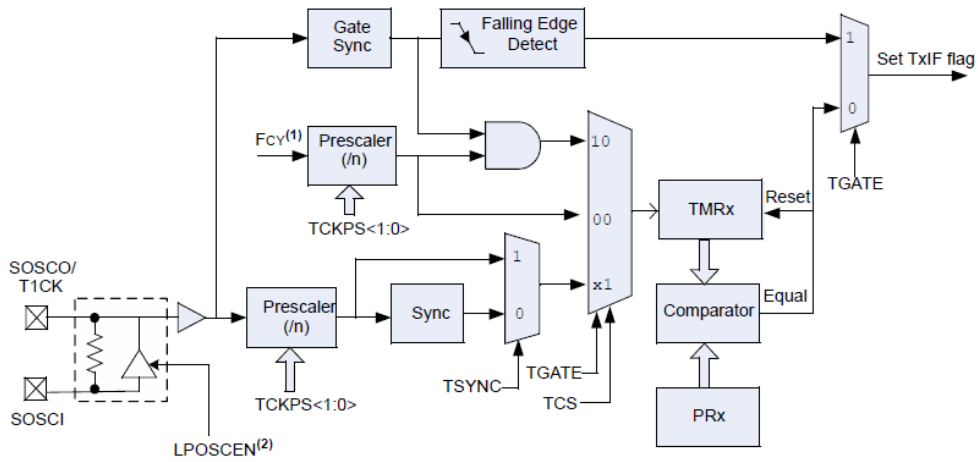 Gate
Sync
Falling Edge
Detect
1
Set TxIF flag
0
TGATE
FCY(1)
Prescaler
(/n)
TCKPS<1:0>
10
00
x1
TMRx
Reset
SOSCO/
T1CK
SOSCI
Prescaler
(/n)
TCKPS<1:0>
Sync
1
0
TSYNC
TGATE
TCS
Comparator
Equal
PRx
LPOSCEN(2)